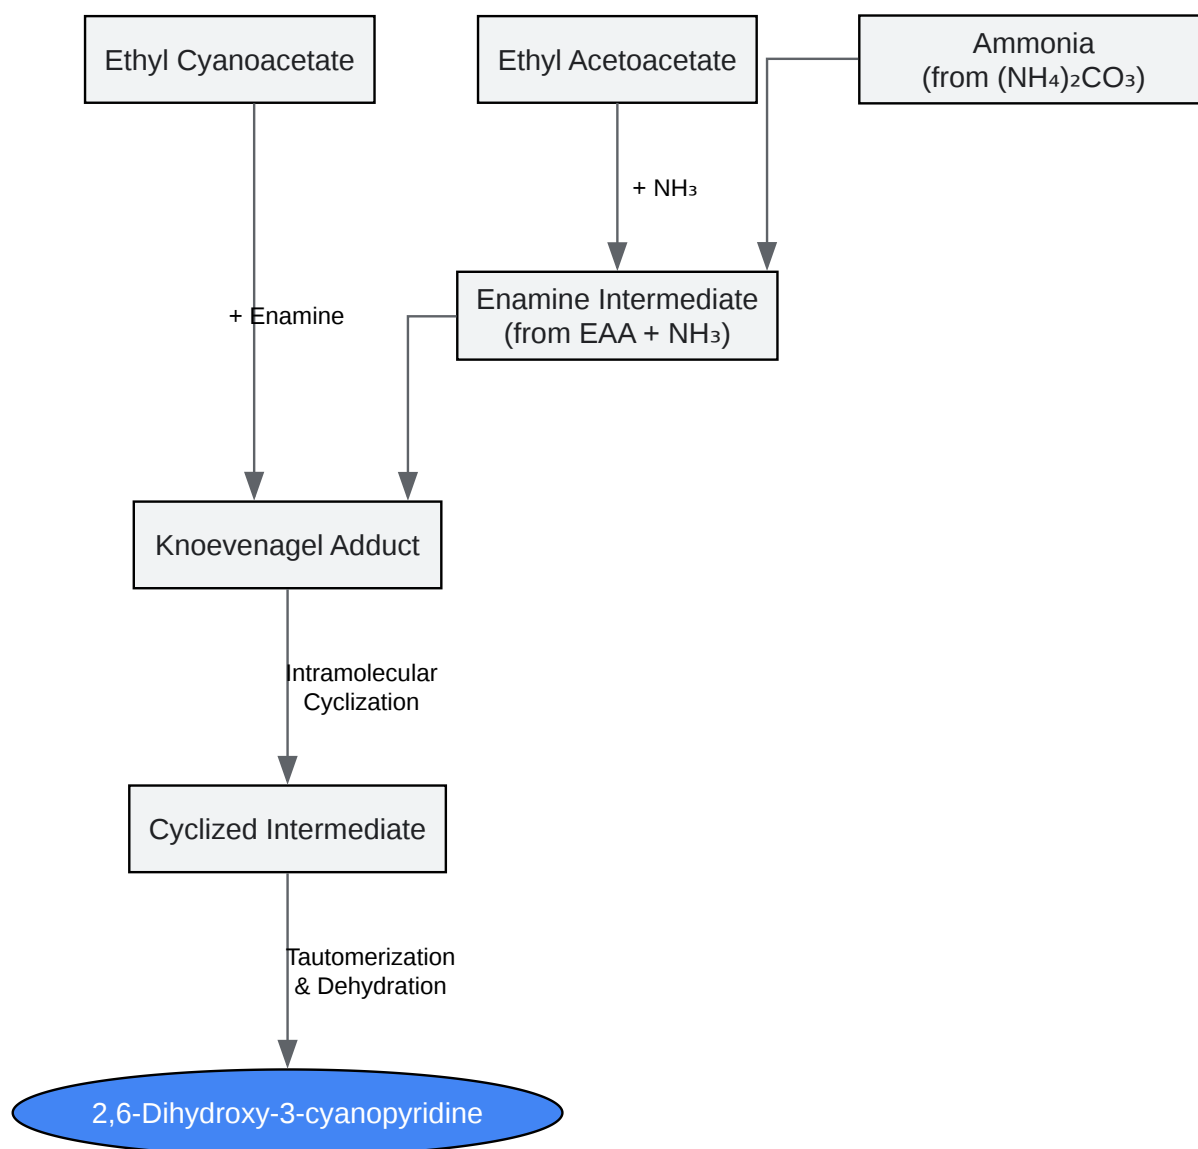 Ethyl Cyanoacetate
Ethyl Acetoacetate
Ammonia
(from (NH₄)₂CO₃)
+ NH₃
Enamine Intermediate
(from EAA + NH₃)
+ Enamine
Knoevenagel Adduct
Intramolecular
Cyclization
Cyclized Intermediate
Tautomerization
& Dehydration
2,6-Dihydroxy-3-cyanopyridine